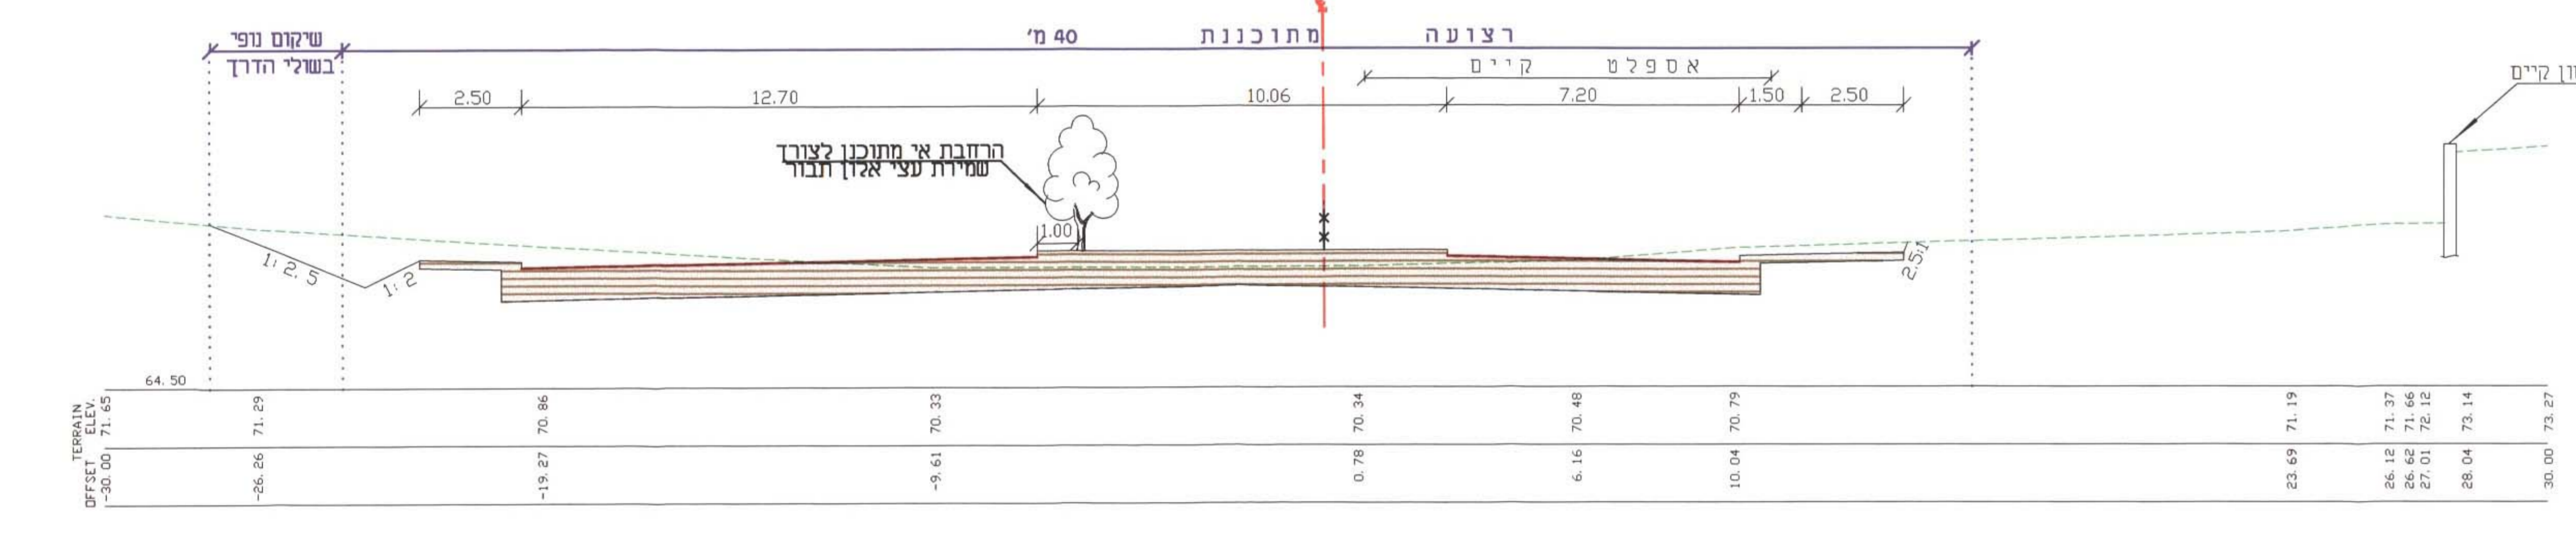 שיקום נופי
בשולי הדרך
רצועה מתוכננת 40 מ'
אספלט קיים
2.50 12.70 10.06 7.20 1.50 2.50
קיים
הרחבת אי מתוכנן לצורך
שמירת עצי אלון תבור
1.00
1:2.5
1:2
2.5:1
64.50
TERRAIN
ELEV. 71.65 71.29 70.86 70.33 70.34 70.48 70.79 71.19 71.37 71.66 72.12 73.14 73.27
OFFSET -30.00 -26.26 -19.27 -9.61 0.78 6.16 10.04 23.69 26.12 26.62 27.01 28.04 30.00